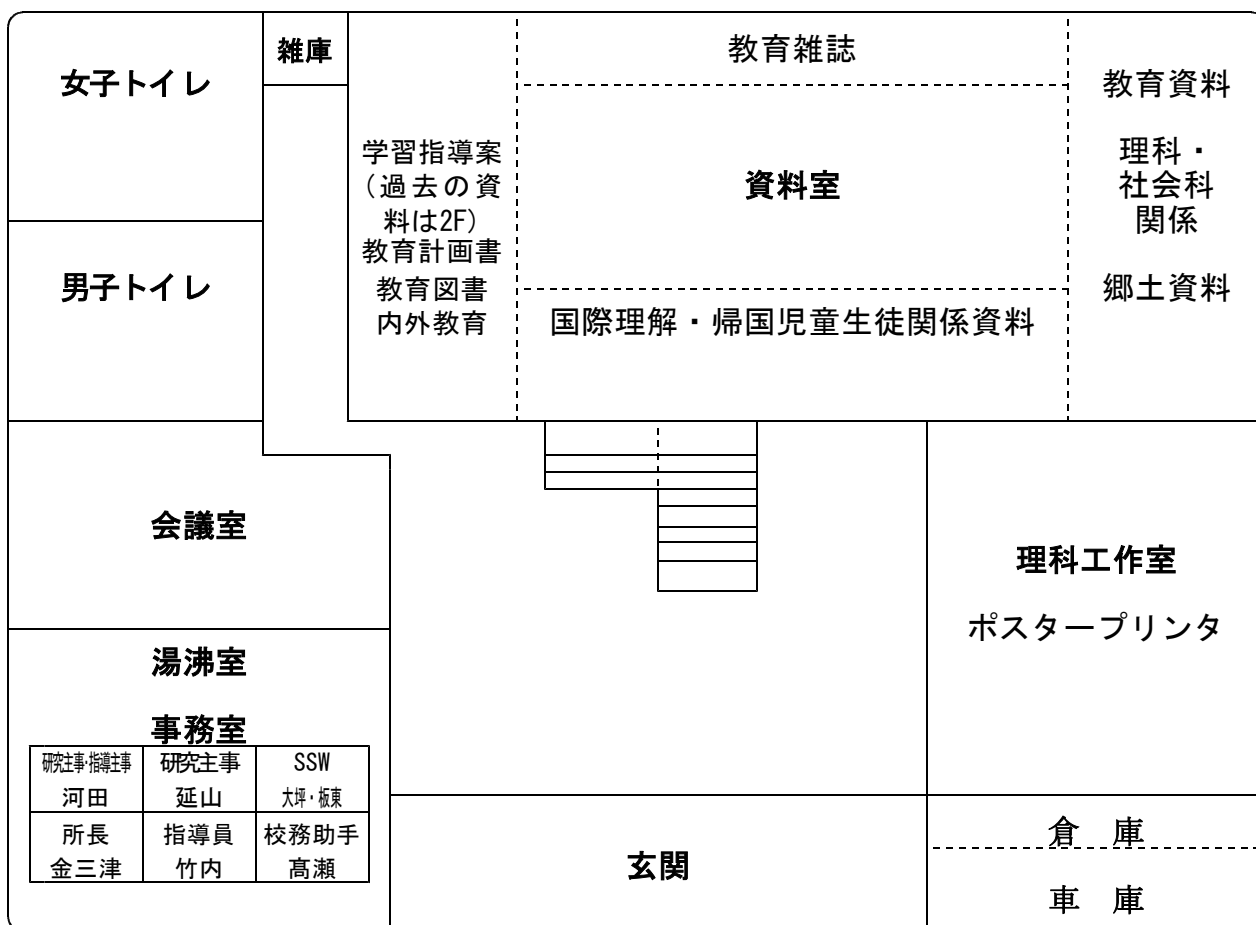 女子トイレ
雑庫
教育雑誌
教育資料
理科・
社会科
関係
郷土資料
学習指導案
(過去の資
料は2F)
教育計画書
教育図書
内外教育
資料室
国際理解・帰国児童生徒関係資料
男子トイレ
会議室
理科工作室
ポスタープリンタ
湯沸室
事務室
研究主事・指導主事
河田
研究主事
延山
SSW
大坪・板東
所長
金三津
指導員
竹内
校務助手
髙瀬
玄関
倉 庫
車 庫